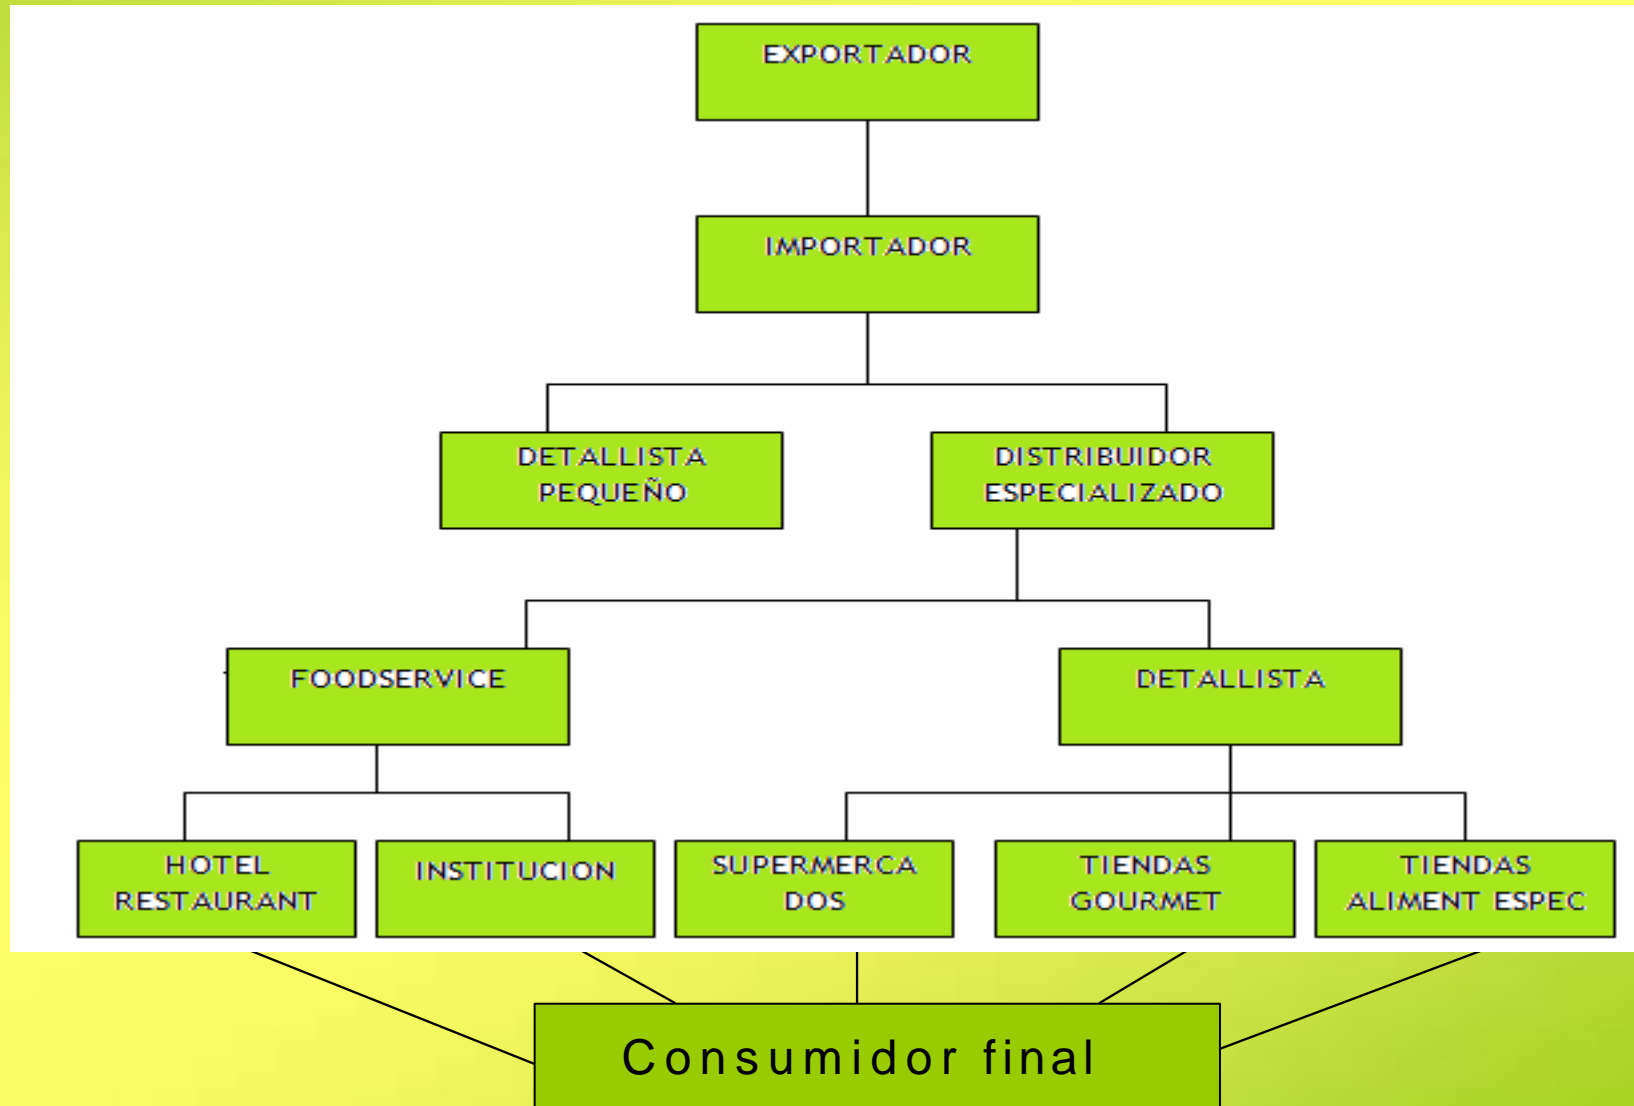 EXPORTADOR
IMPORTADOR
DETALLISTA
PEQUEÑO
DISTRIBUIDOR
ESPECIALIZADO
FOODSERVICE
DETALLISTA
HOTEL
RESTAURANT
INSTITUCION
SUPERMERCA
DOS
TIENDAS
GOURMET
TIENDAS
ALIMENT ESPEC
Consumidor final